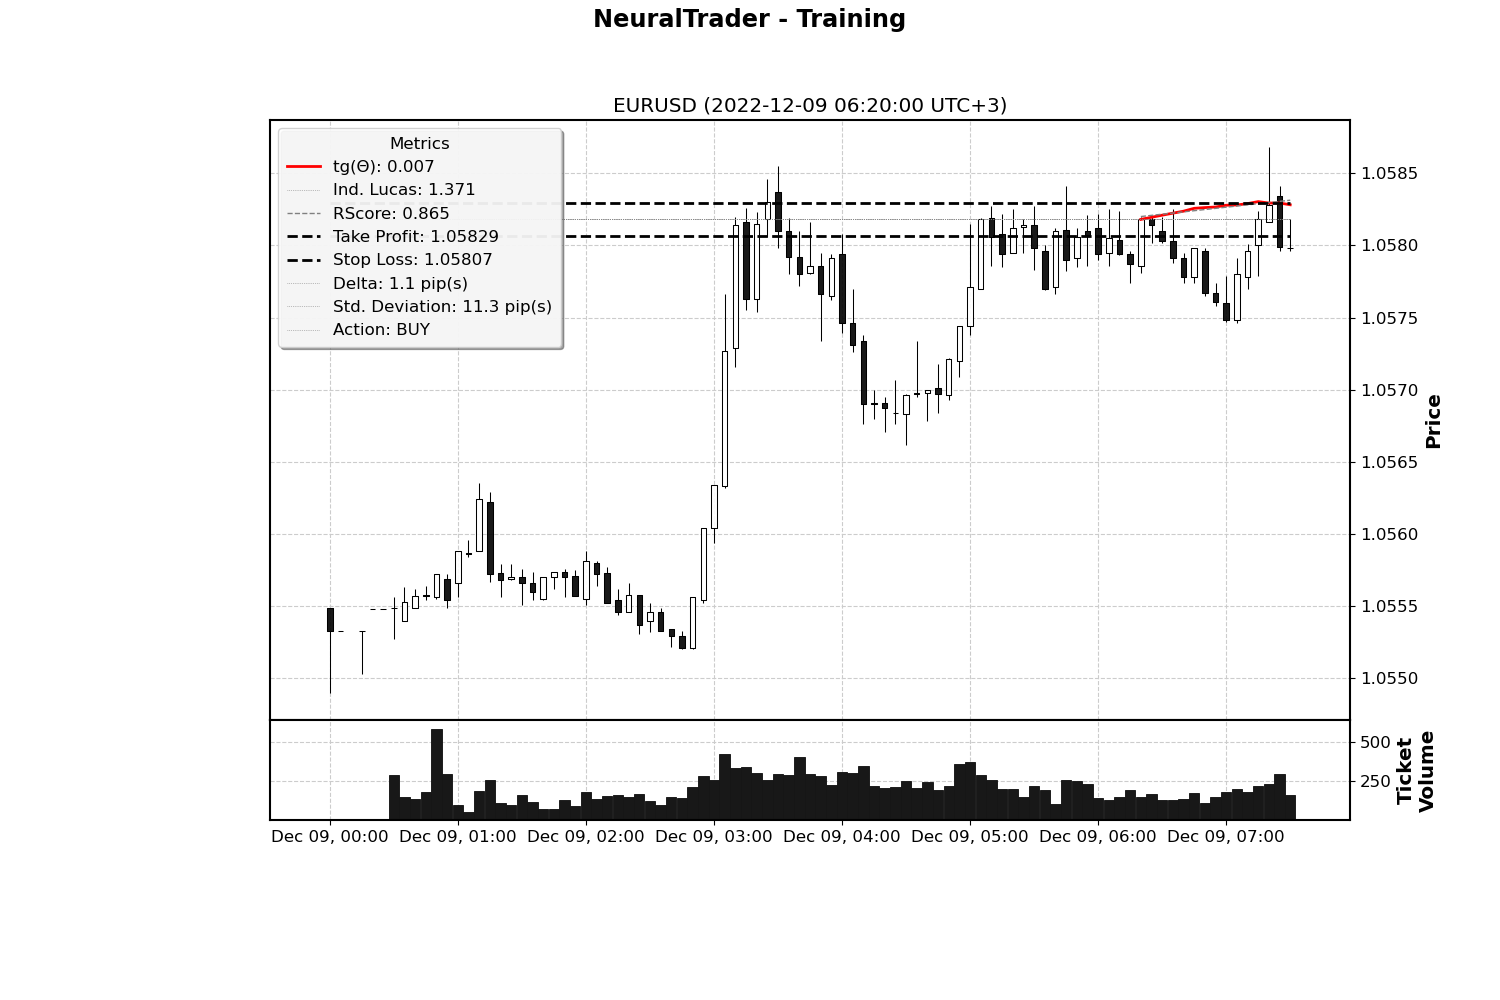 NeuralTrader - Training
EURUSD (2022-12-09 06:20:00 UTC+3)
Metrics
tg(Θ): 0.007
Ind. Lucas: 1.371
RScore: 0.865
Take Profit: 1.05829
Stop Loss: 1.05807
Delta: 1.1 pip(s)
Std. Deviation: 11.3 pip(s)
Action: BUY
1.0585
1.0580
1.0575
1.0570
1.0565
1.0560
1.0555
1.0550
Price
500
250
Ticket
Volume
Dec 09, 00:00 Dec 09, 01:00 Dec 09, 02:00 Dec 09, 03:00 Dec 09, 04:00 Dec 09, 05:00 Dec 09, 06:00 Dec 09, 07:00